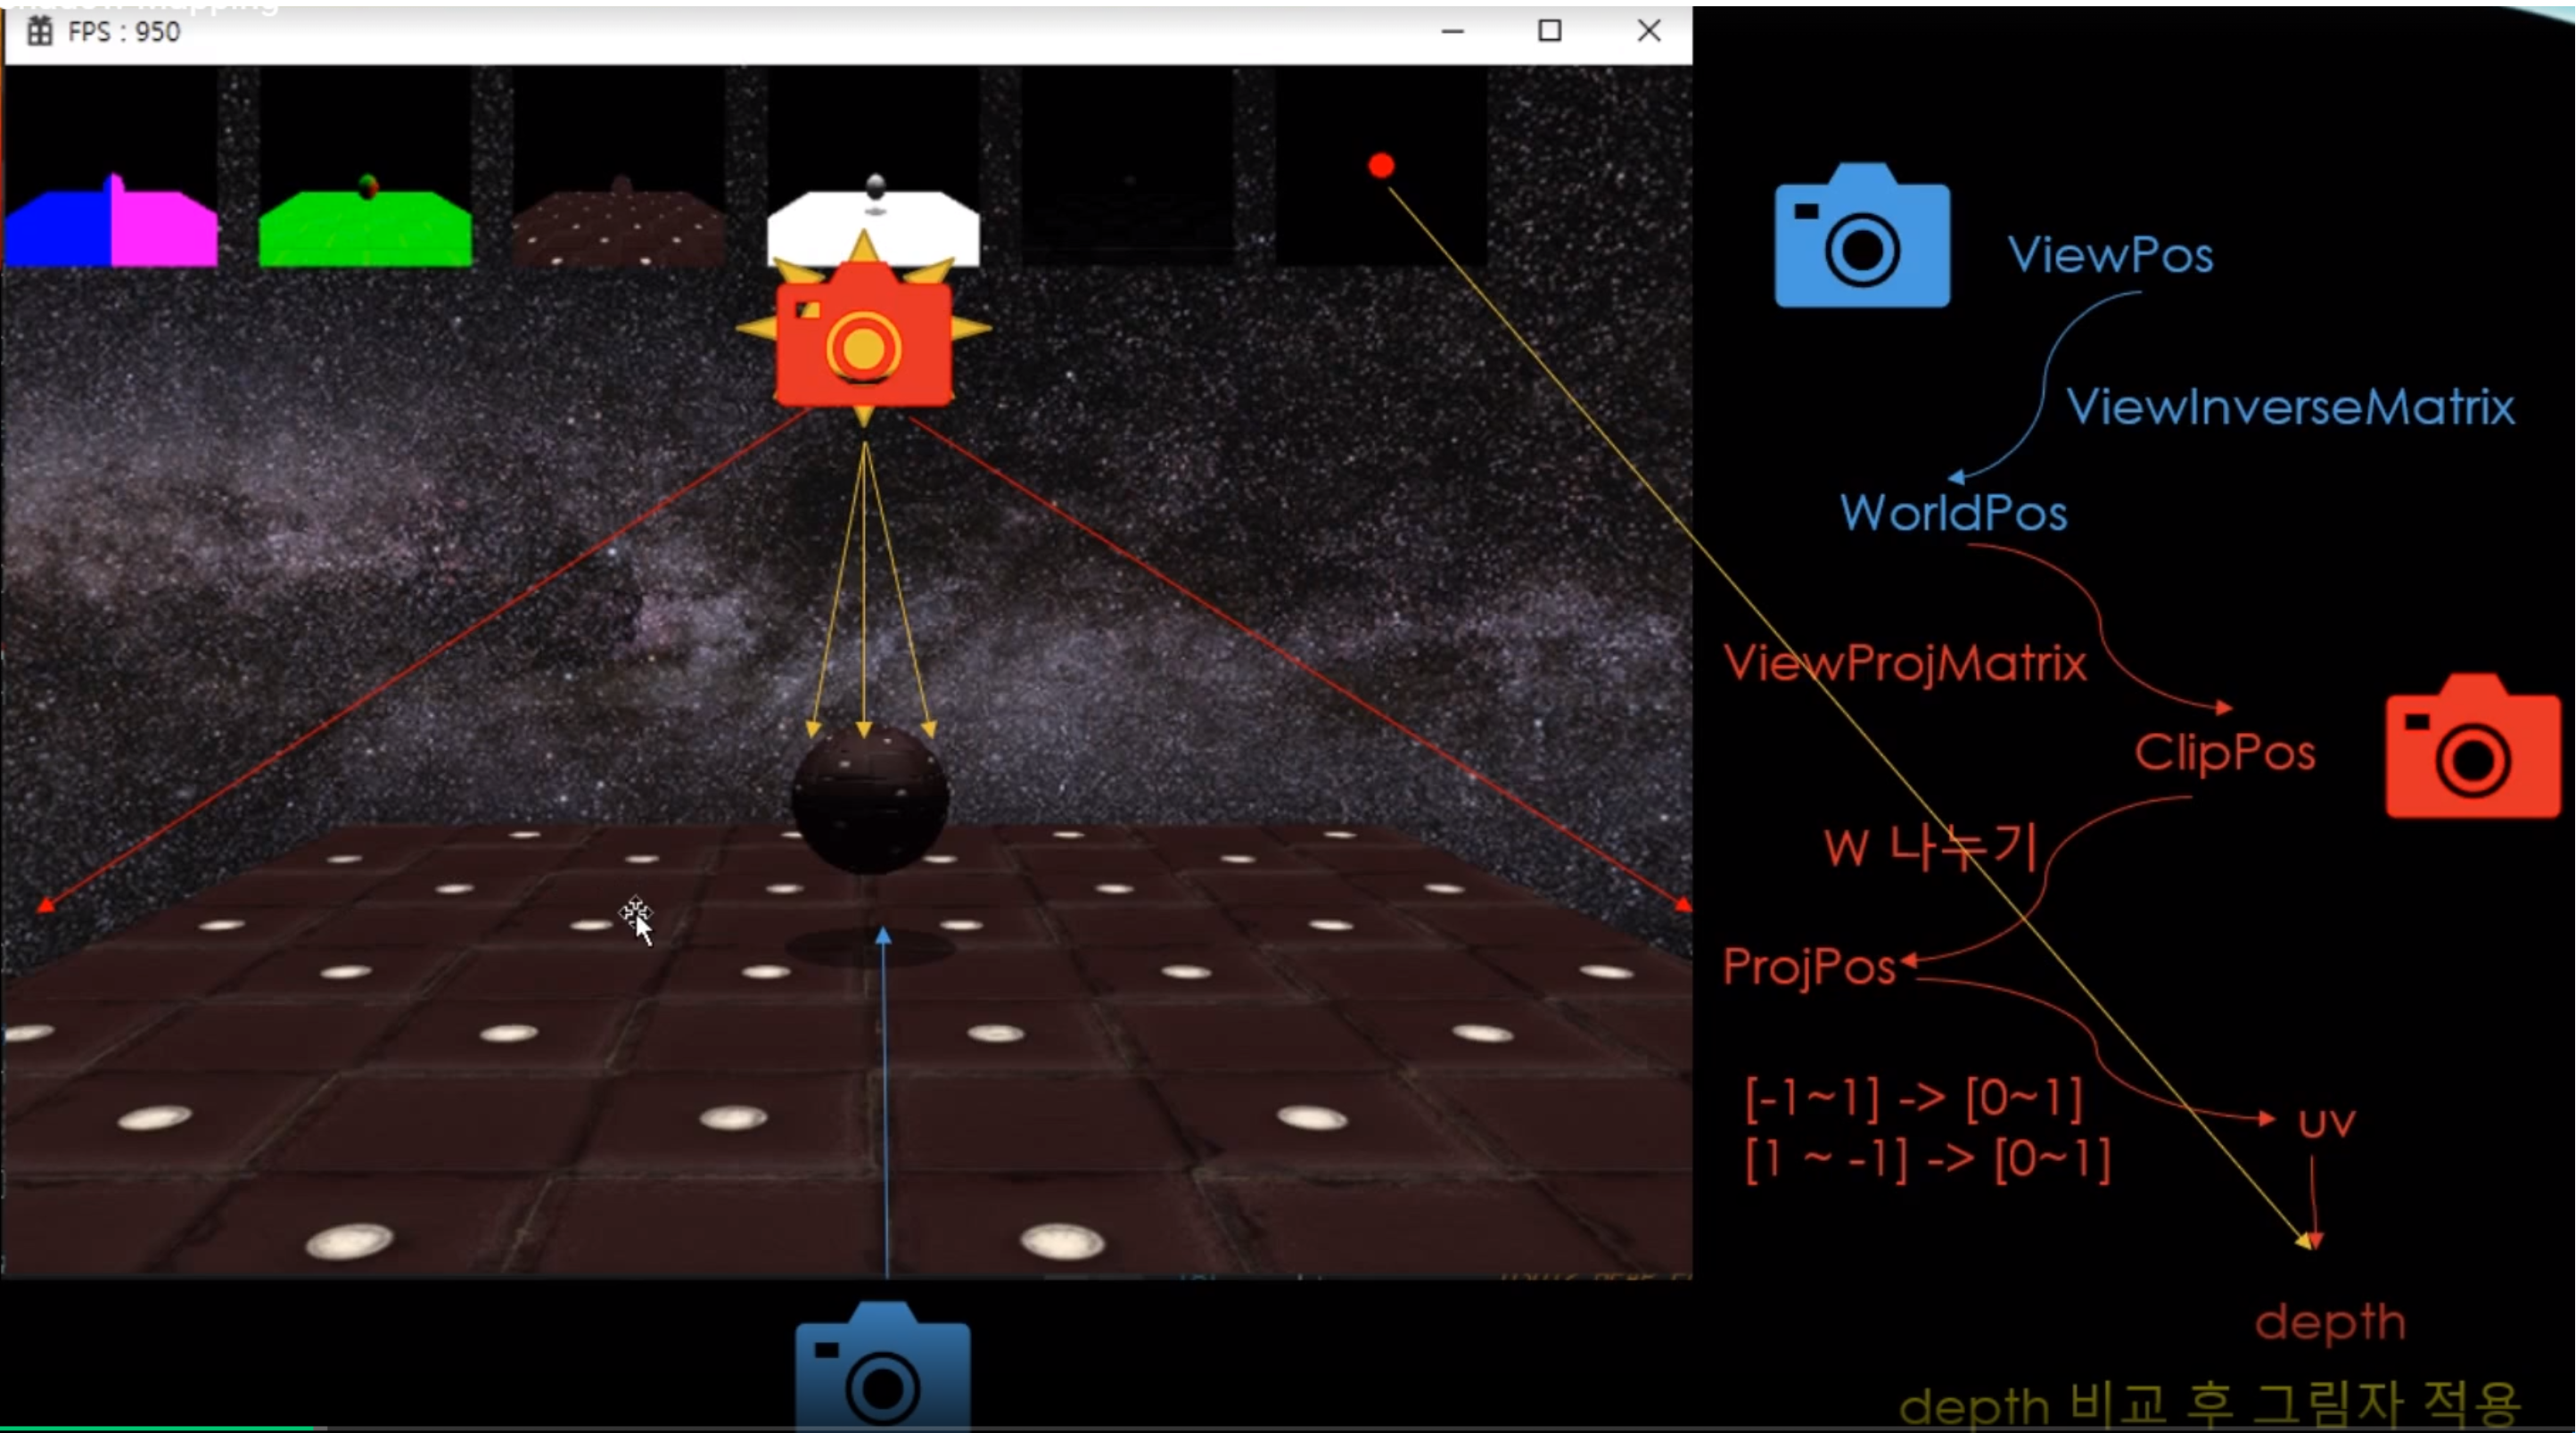 FPS : 950
ViewPos
ViewInverseMatrix
WorldPos
ViewProjMatrix
ClipPos
W 나누기
ProjPos
[-1~1] -> [0~1]
[1 ~ -1] -> [0~1]
uv
depth
depth 비교 후 그림자 적용